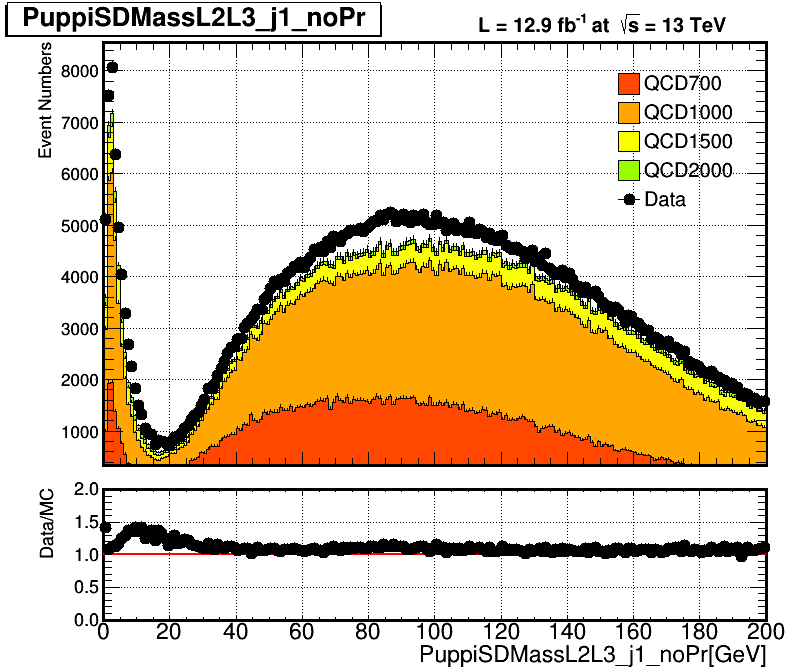 PuppiSDMassL2L3_j1_noPr
L = 12.9 fb-1 at √s = 13 TeV
Event Numbers
8000
7000
6000
5000
4000
3000
2000
1000
QCD700
QCD1000
QCD1500
QCD2000
Data
Data/MC
2.0
1.5
1.0
0.5
0.0
0 20 40 60 80 100 120 140 160 180 200
PuppiSDMassL2L3_j1_noPr[GeV]